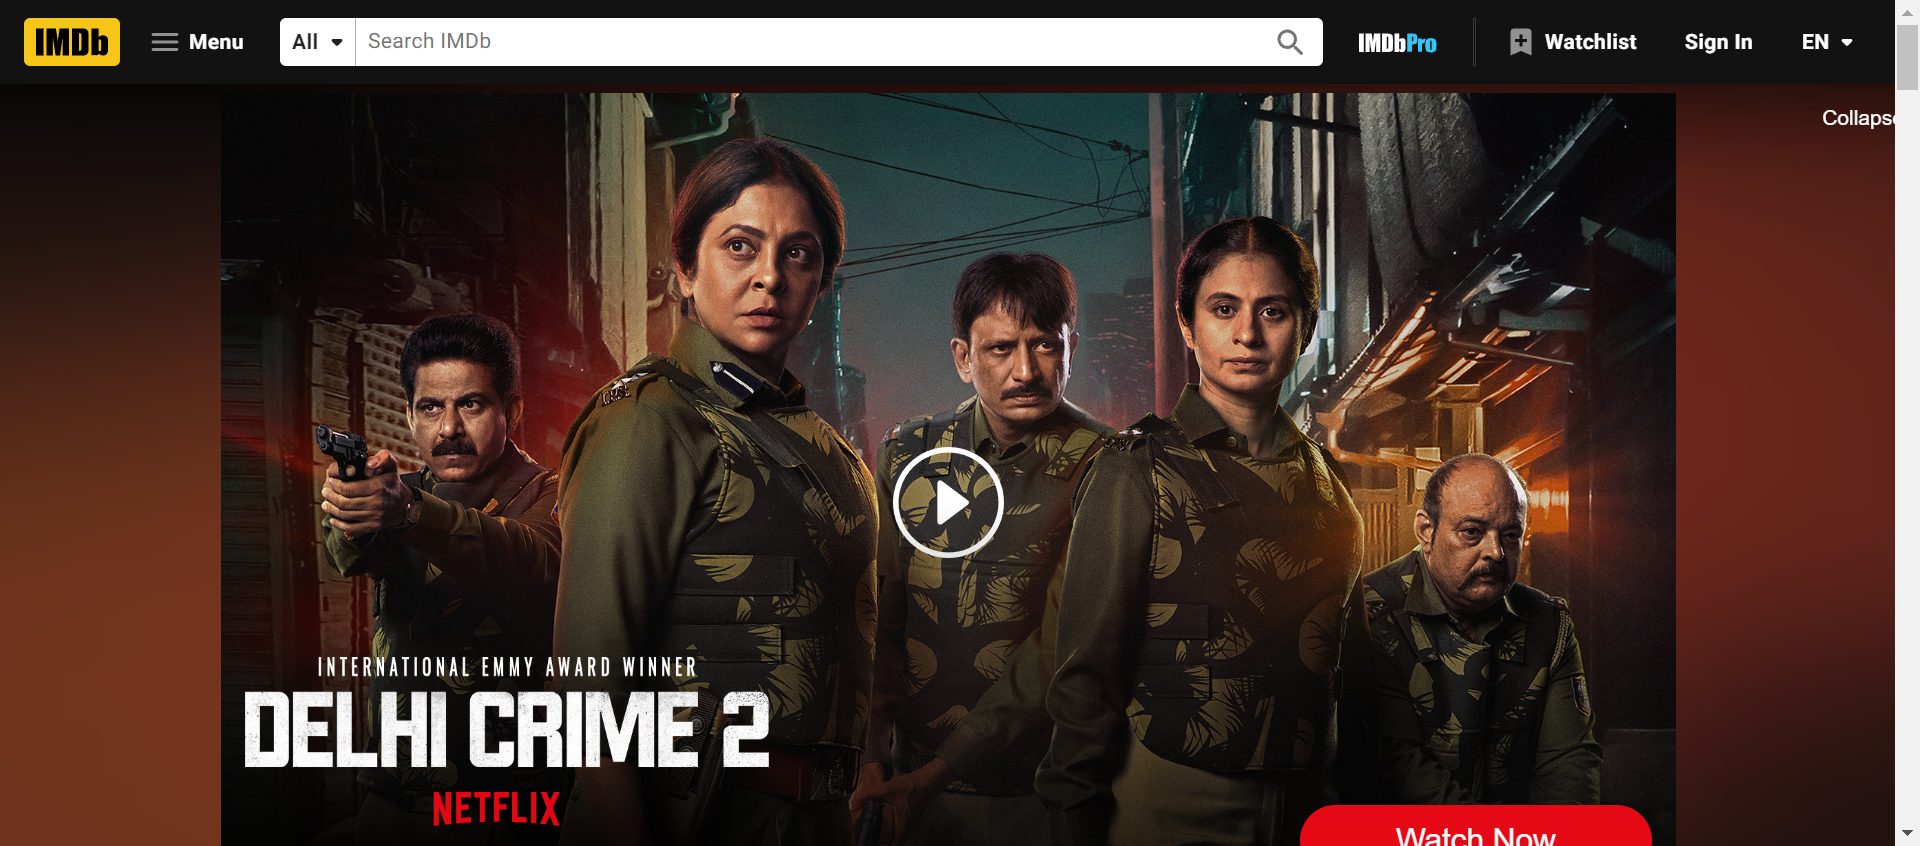 IMDb
Menu
All
Search IMDb
IMDbPro
Watchlist
Sign In
EN
Collapse
INTERNATIONAL EMMY AWARD WINNER
DELHI CRIME 2
NETFLIX
Watch Now